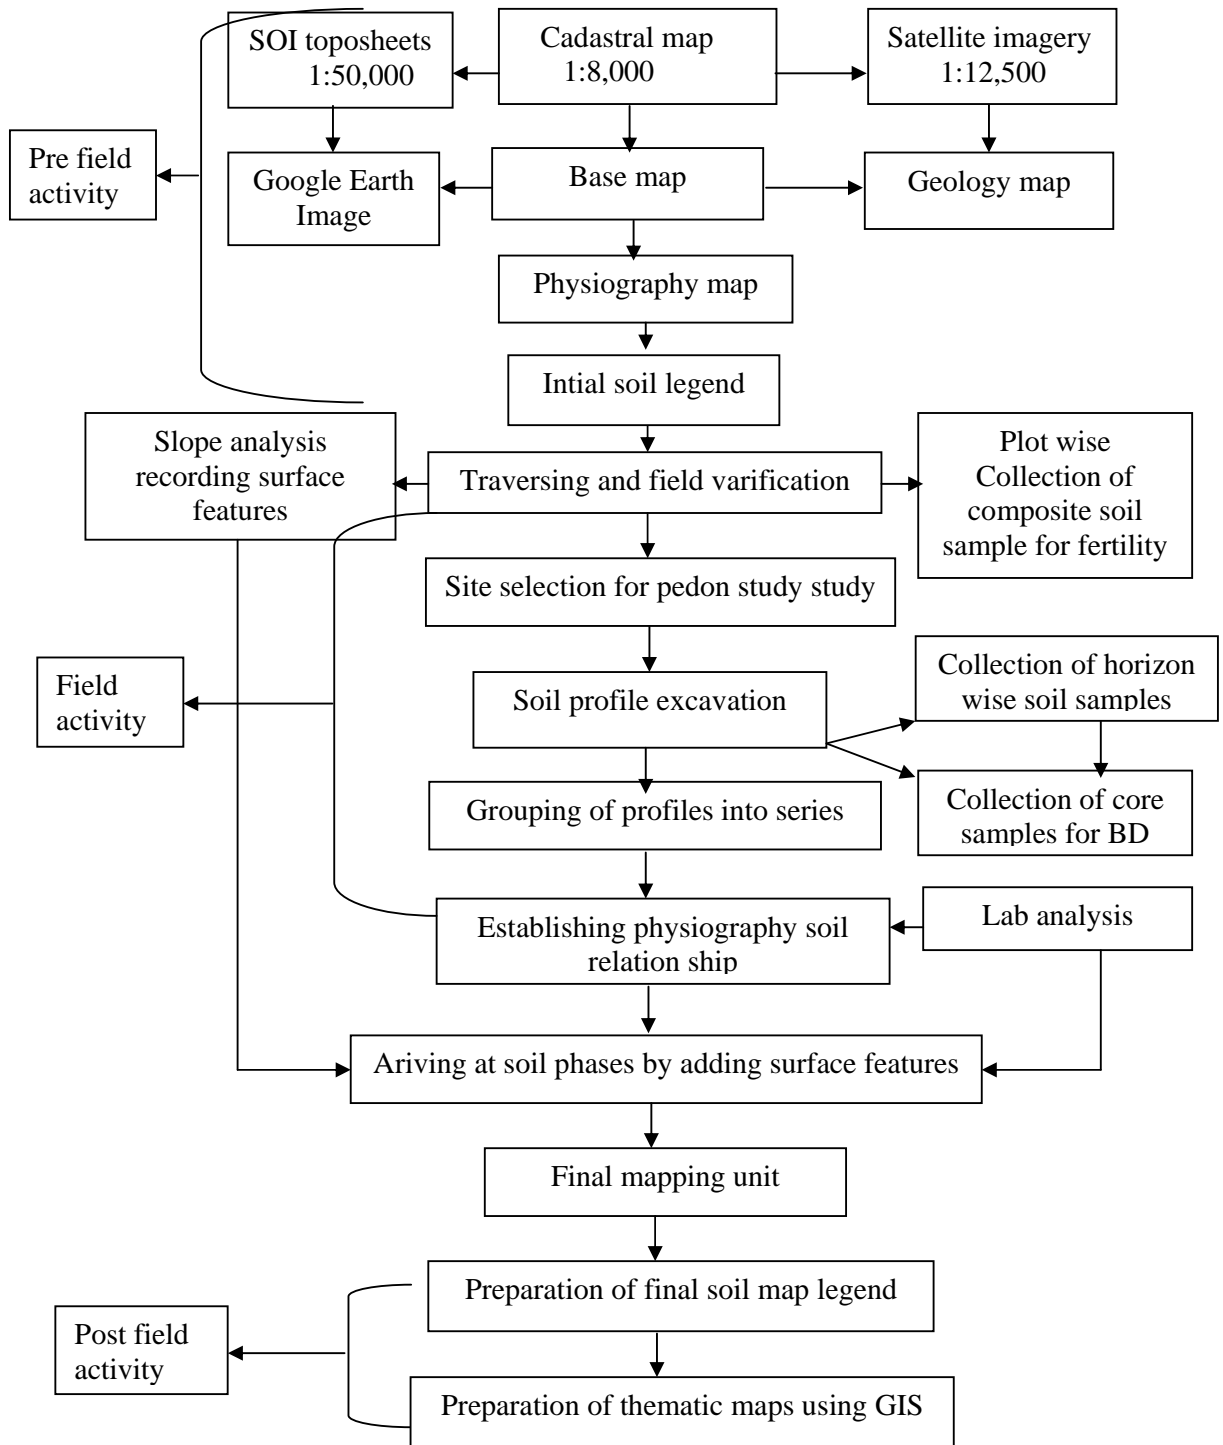 SOI toposheets
1:50,000
Cadastral map
1:8,000
Satellite imagery
1:12,500
Pre field
activity
Google Earth
Image
Base map
Geology map
Physiography map
Intial soil legend
Slope analysis
recording surface
features
Traversing and field varification
Plot wise
Collection of
composite soil
sample for fertility
Site selection for pedon study study
Field
activity
Soil profile excavation
Collection of horizon
wise soil samples
Grouping of profiles into series
Collection of core
samples for BD
Establishing physiography soil
relation ship
Lab analysis
Ariving at soil phases by adding surface features
Final mapping unit
Preparation of final soil map legend
Post field
activity
Preparation of thematic maps using GIS